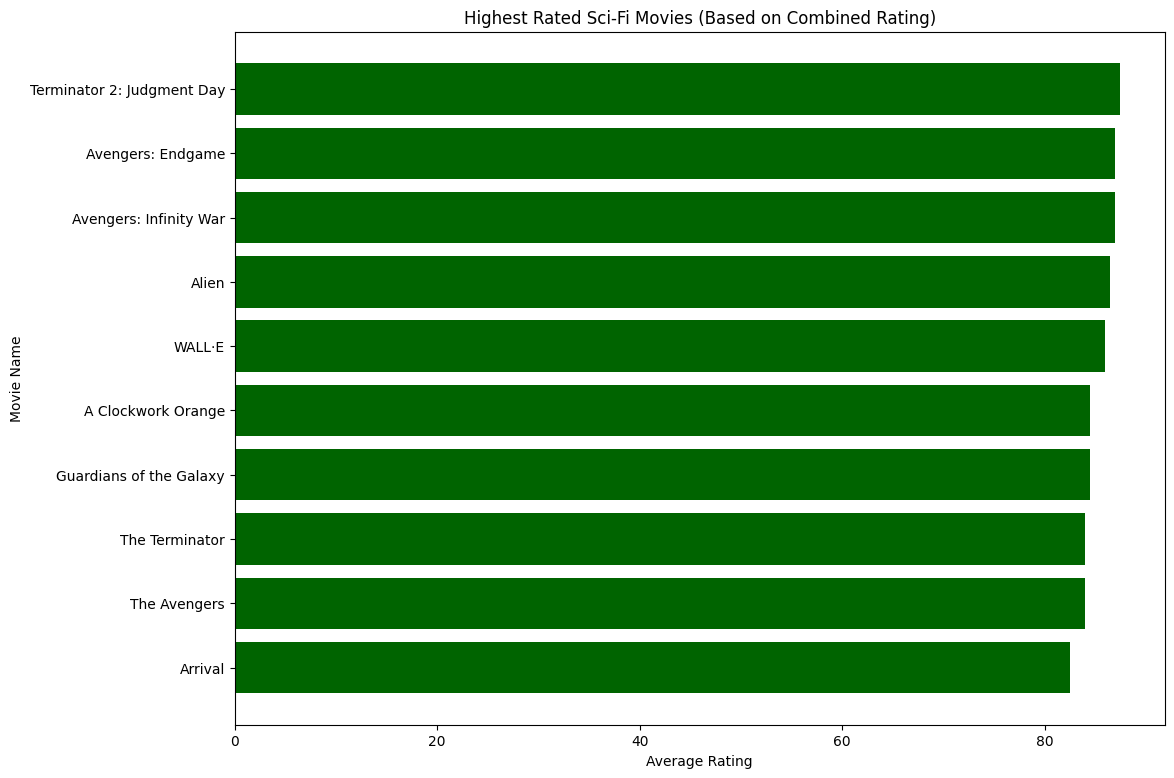 Highest Rated Sci-Fi Movies (Based on Combined Rating)
Terminator 2: Judgment Day
Avengers: Endgame
Avengers: Infinity War
Alien
WALL·E
A Clockwork Orange
Guardians of the Galaxy
The Terminator
The Avengers
Arrival
Movie Name
0 20 40 60 80
Average Rating